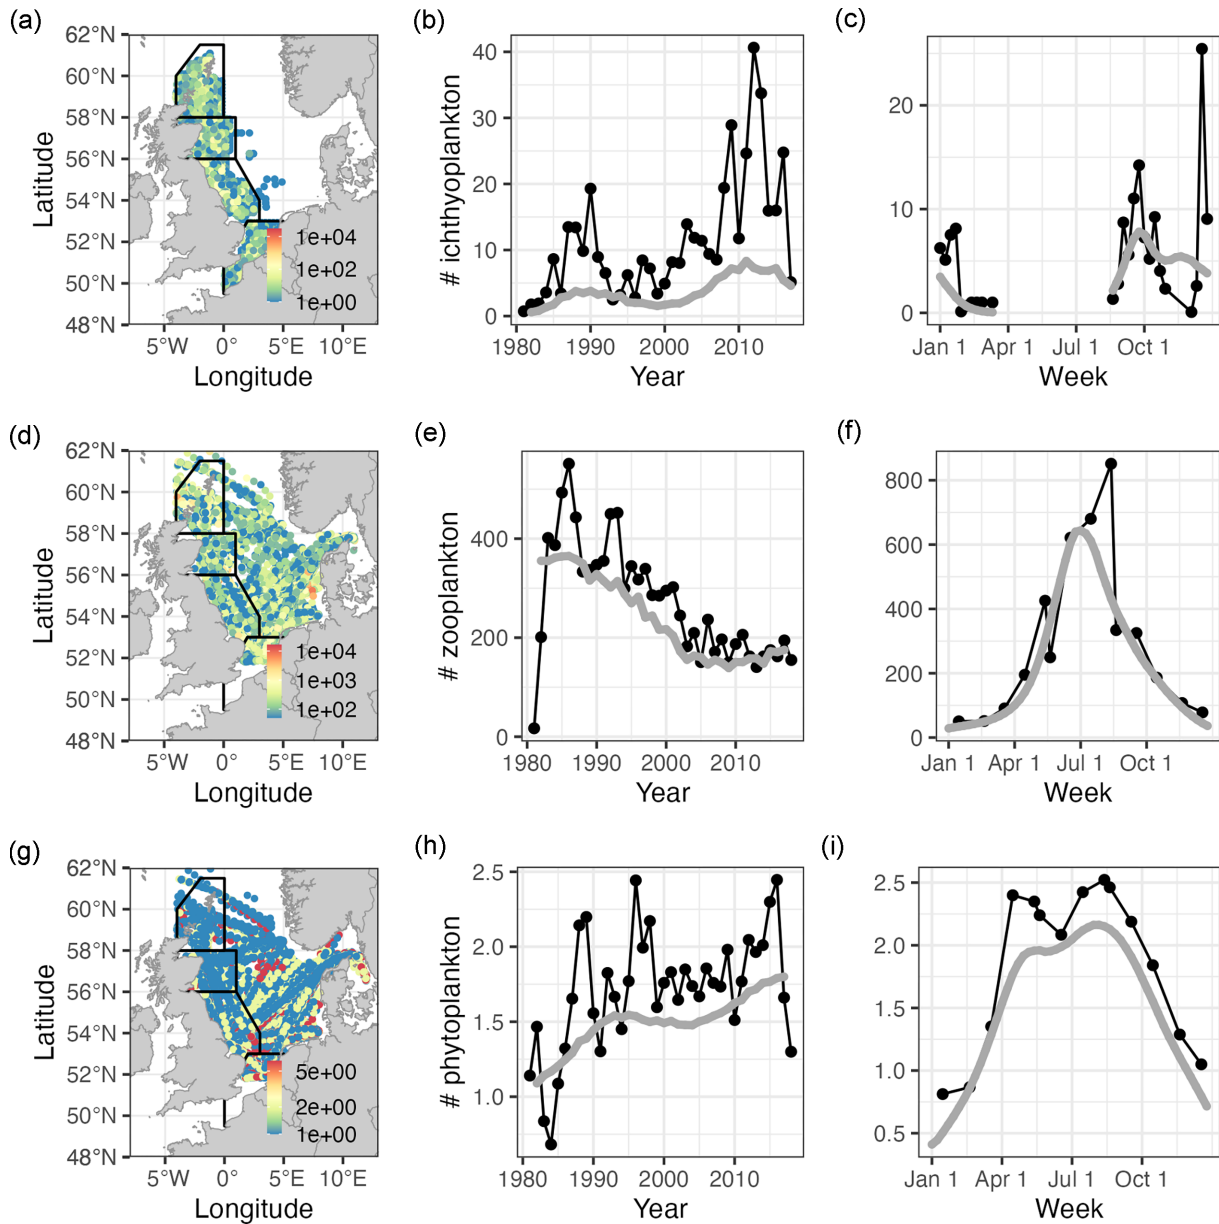 (a)
62°N
60°N
58°N
56°N
54°N
52°N
50°N
48°N
Latitude
1e+04
1e+02
1e+00
5°W 0° 5°E 10°E
Longitude
(b)
40
30
20
10
0
# ichthyoplankton
1980 1990 2000 2010
Year
(c)
20
10
0
Jan 1 Apr 1 Jul 1 Oct 1
Week
(d)
62°N
60°N
58°N
56°N
54°N
52°N
50°N
48°N
Latitude
1e+04
1e+03
1e+02
5°W 0° 5°E 10°E
Longitude
(e)
400
200
0
# zooplankton
1980 1990 2000 2010
Year
(f)
800
600
400
200
0
Jan 1 Apr 1 Jul 1 Oct 1
Week
(g)
62°N
60°N
58°N
56°N
54°N
52°N
50°N
48°N
Latitude
5e+00
2e+00
1e+00
5°W 0° 5°E 10°E
Longitude
(h)
2.5
2.0
1.5
1.0
# phytoplankton
1980 1990 2000 2010
Year
(i)
2.5
2.0
1.5
1.0
0.5
Jan 1 Apr 1 Jul 1 Oct 1
Week